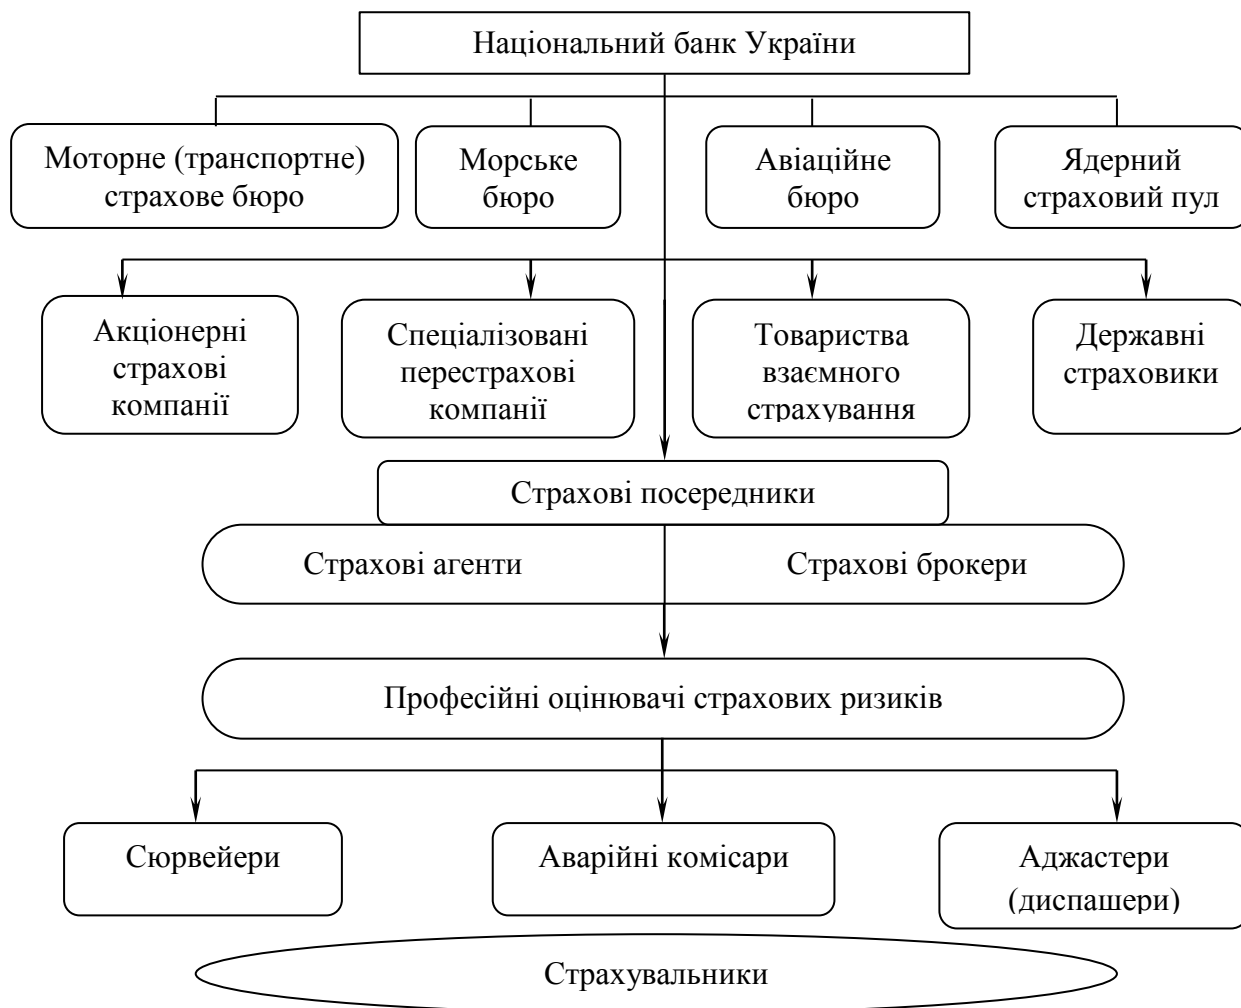 Національний банк України
Моторне (транспортне)
страхове бюро
Морське
бюро
Авіаційне
бюро
Ядерний
страховий пул
Акціонерні
страхові
компанії
Спеціалізовані
перестрахові
компанії
Товариства
взаємного
страхування
Державні
страховики
Страхові посередники
Страхові агенти
Страхові брокери
Професійні оцінювачі страхових ризиків
Сюрвейери
Аварійні комісари
Аджастери
(диспашери)
Страхувальники